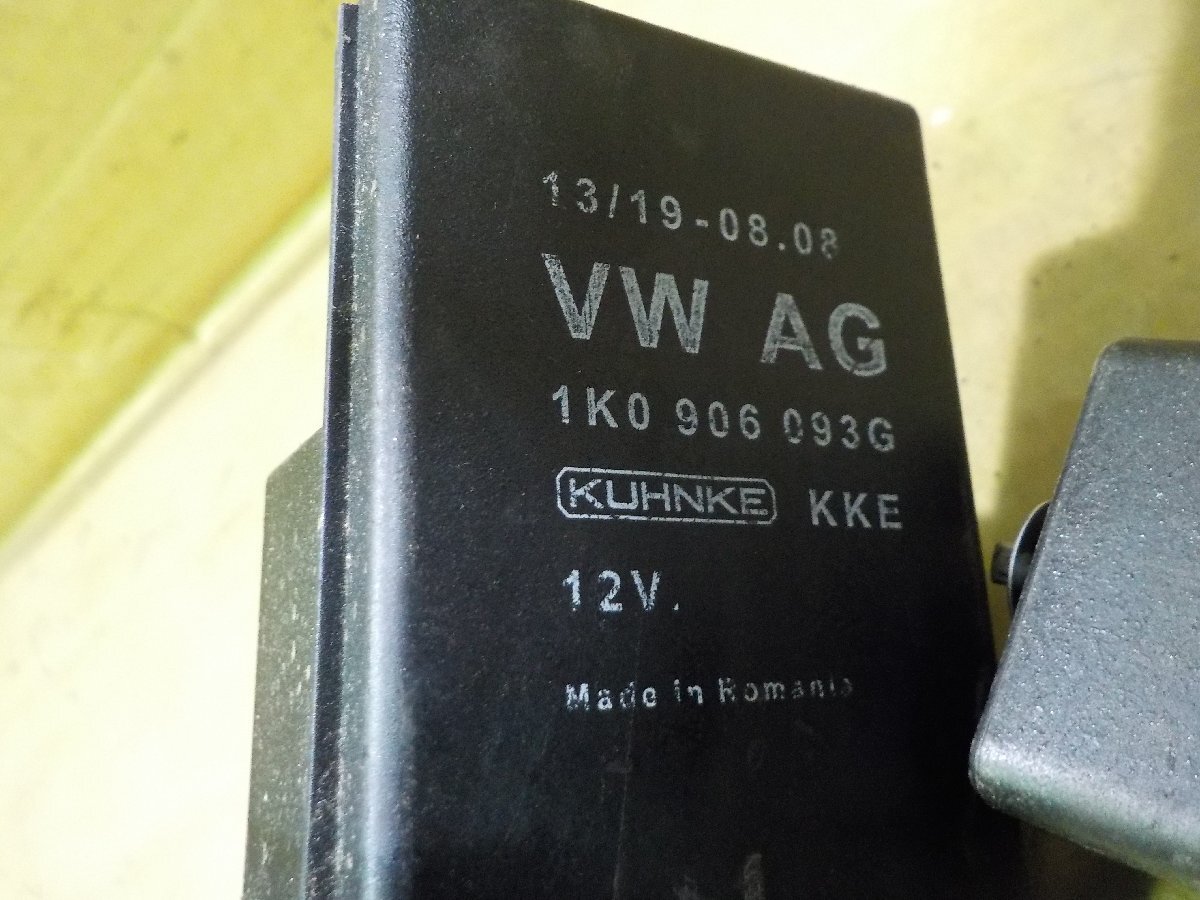 13/19-08.08
VW AG
1K0 906 093G
KUHNKE KKE
12V.
Made in Romania